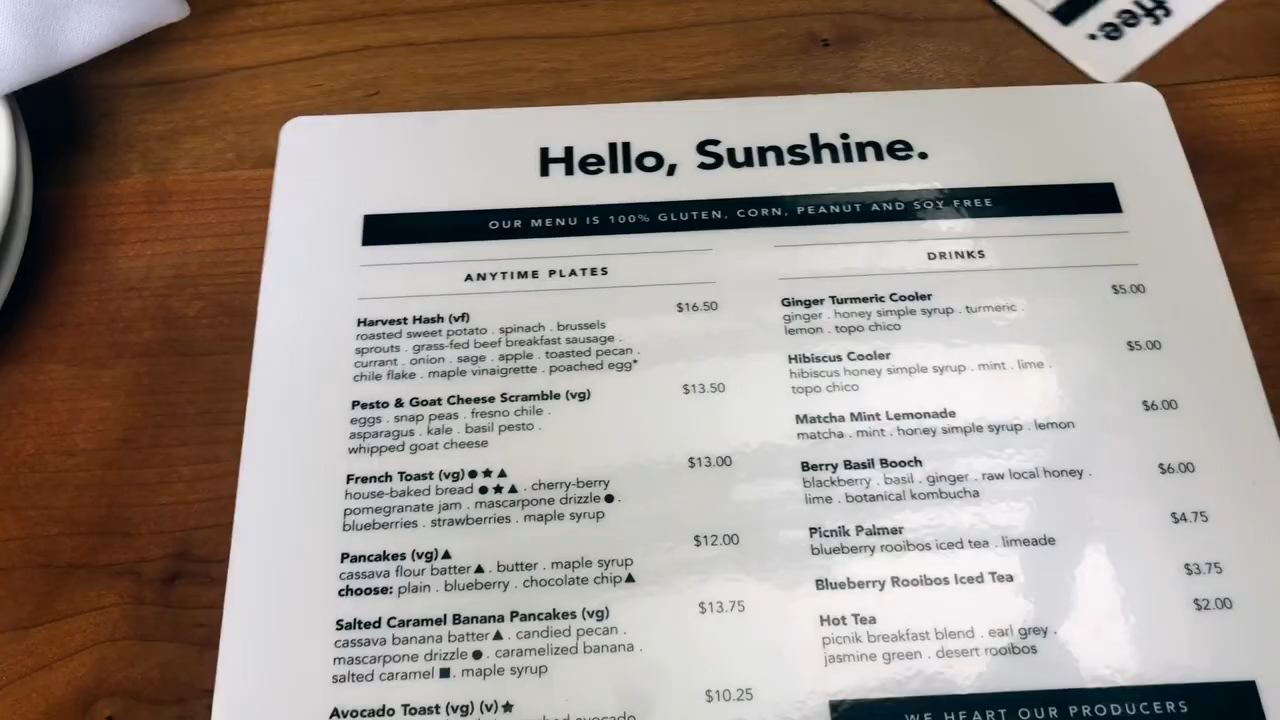 ffee.
Hello, Sunshine.
OUR MENU IS 100% GLUTEN, CORN, PEANUT AND SOY FREE
ANYTIME PLATES
Harvest Hash (vf) $16.50
roasted sweet potato . spinach . brussels
sprouts . grass-fed beef breakfast sausage .
currant . onion . sage . apple . toasted pecan .
chile flake . maple vinaigrette . poached egg*
Pesto & Goat Cheese Scramble (vg) $13.50
eggs . snap peas . fresno chile .
asparagus . kale . basil pesto .
whipped goat cheese
French Toast (vg) ● ★ ▲ $13.00
house-baked bread ● ★ ▲ . cherry-berry
pomegranate jam . mascarpone drizzle ● .
blueberries . strawberries . maple syrup
Pancakes (vg) ▲ $12.00
cassava flour batter ▲ . butter . maple syrup
choose: plain . blueberry . chocolate chip ▲
Salted Caramel Banana Pancakes (vg) $13.75
cassava banana batter ▲ . candied pecan .
mascarpone drizzle ● . caramelized banana .
salted caramel ■ . maple syrup
Avocado Toast (vg) (v) ★ $10.25
avocado
DRINKS
Ginger Turmeric Cooler $5.00
ginger . honey simple syrup . turmeric .
lemon . topo chico
Hibiscus Cooler $5.00
hibiscus honey simple syrup . mint . lime .
topo chico
Matcha Mint Lemonade $6.00
matcha . mint . honey simple syrup . lemon
Berry Basil Booch $6.00
blackberry . basil . ginger . raw local honey .
lime . botanical kombucha
Picnik Palmer $4.75
blueberry rooibos iced tea . limeade
Blueberry Rooibos Iced Tea $3.75
Hot Tea $2.00
picnik breakfast blend . earl grey .
jasmine green . desert rooibos
WE HEART OUR PRODUCERS